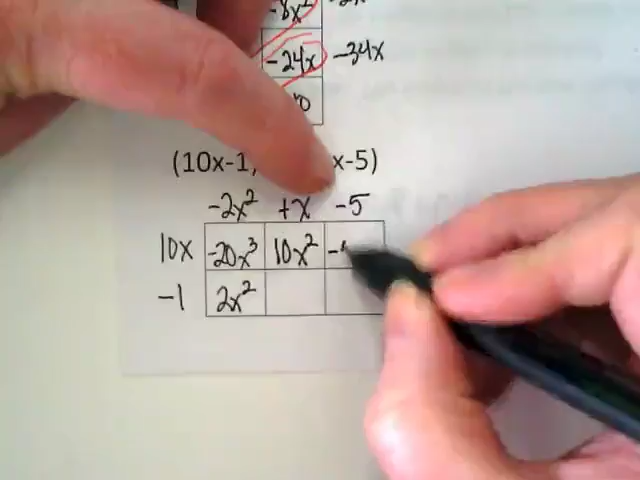 -8x²
-24x -34x
(10x-1, x-5)
-2x² +x -5
10x -20x³ 10x² -
-1 2x²